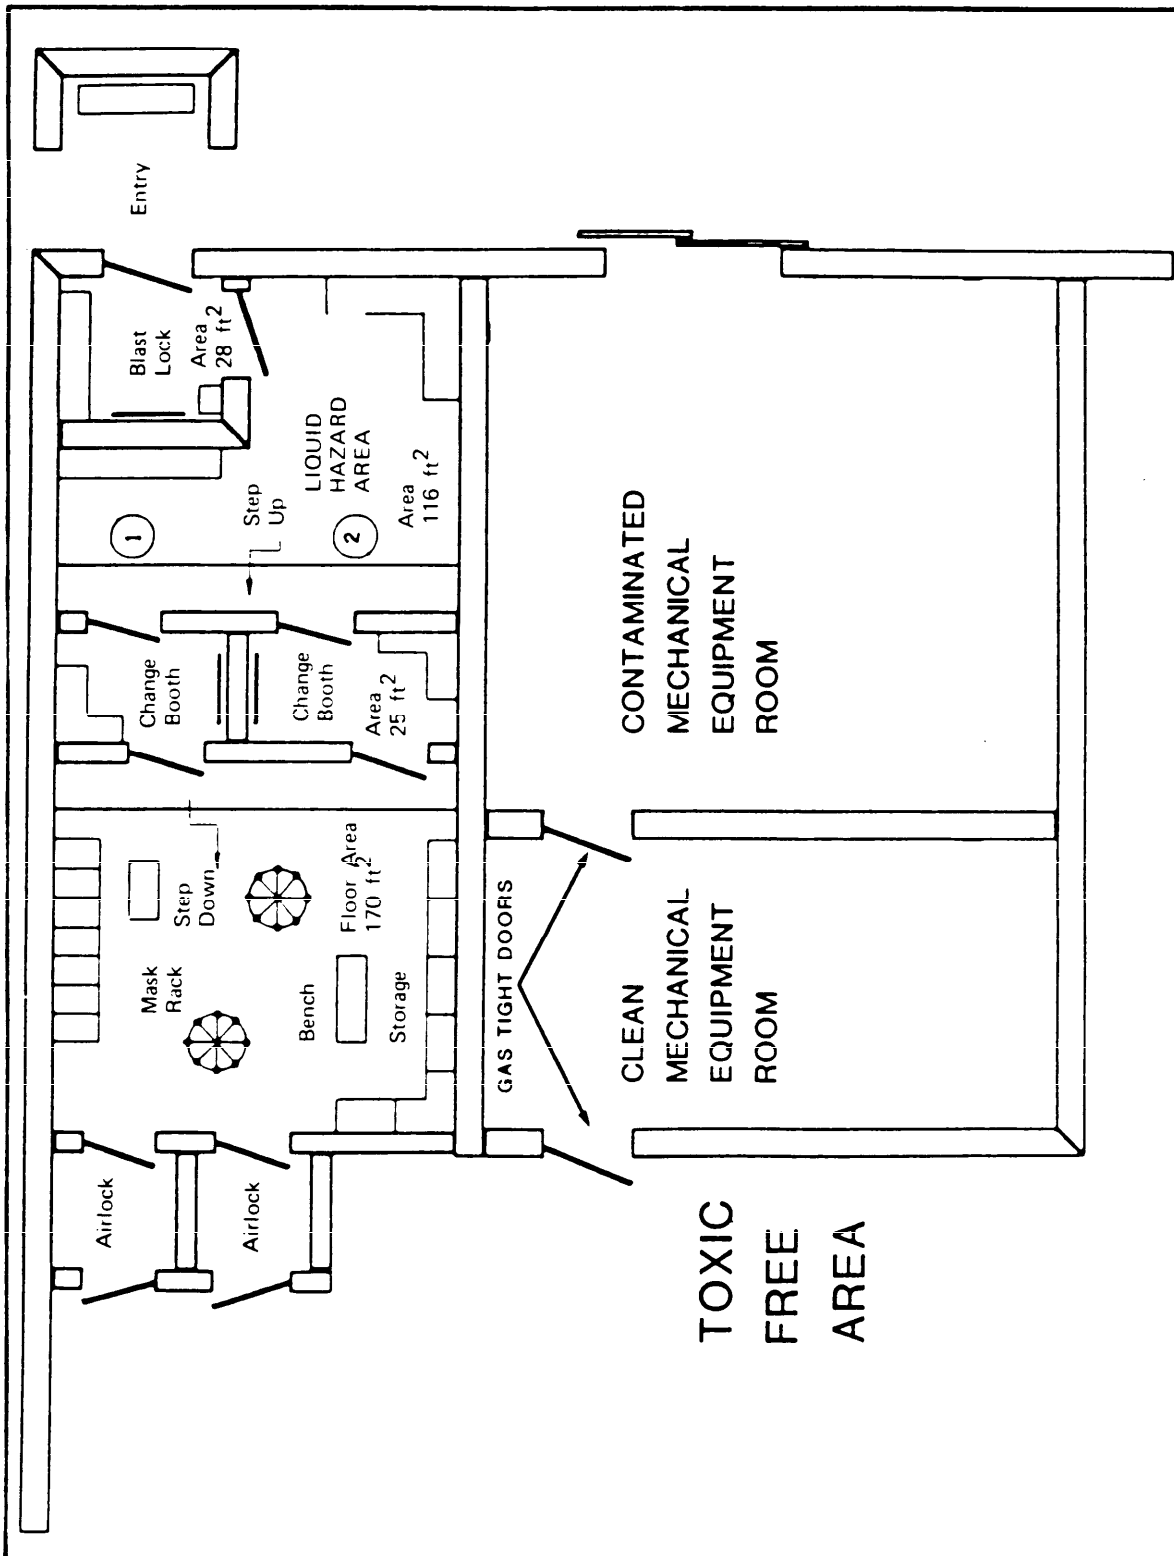 Entry
Blast
Lock
Area
28 ft2
LIQUID
HAZARD
AREA
Area
116 ft2
1
2
Step
Up
Change
Booth
Change
Booth
Area
25 ft2
Step
Down
Floor Area
170 ft2
Mask
Rack
Bench
Storage
Airlock
Airlock
GAS TIGHT DOORS
CONTAMINATED
MECHANICAL
EQUIPMENT
ROOM
CLEAN
MECHANICAL
EQUIPMENT
ROOM
TOXIC
FREE
AREA